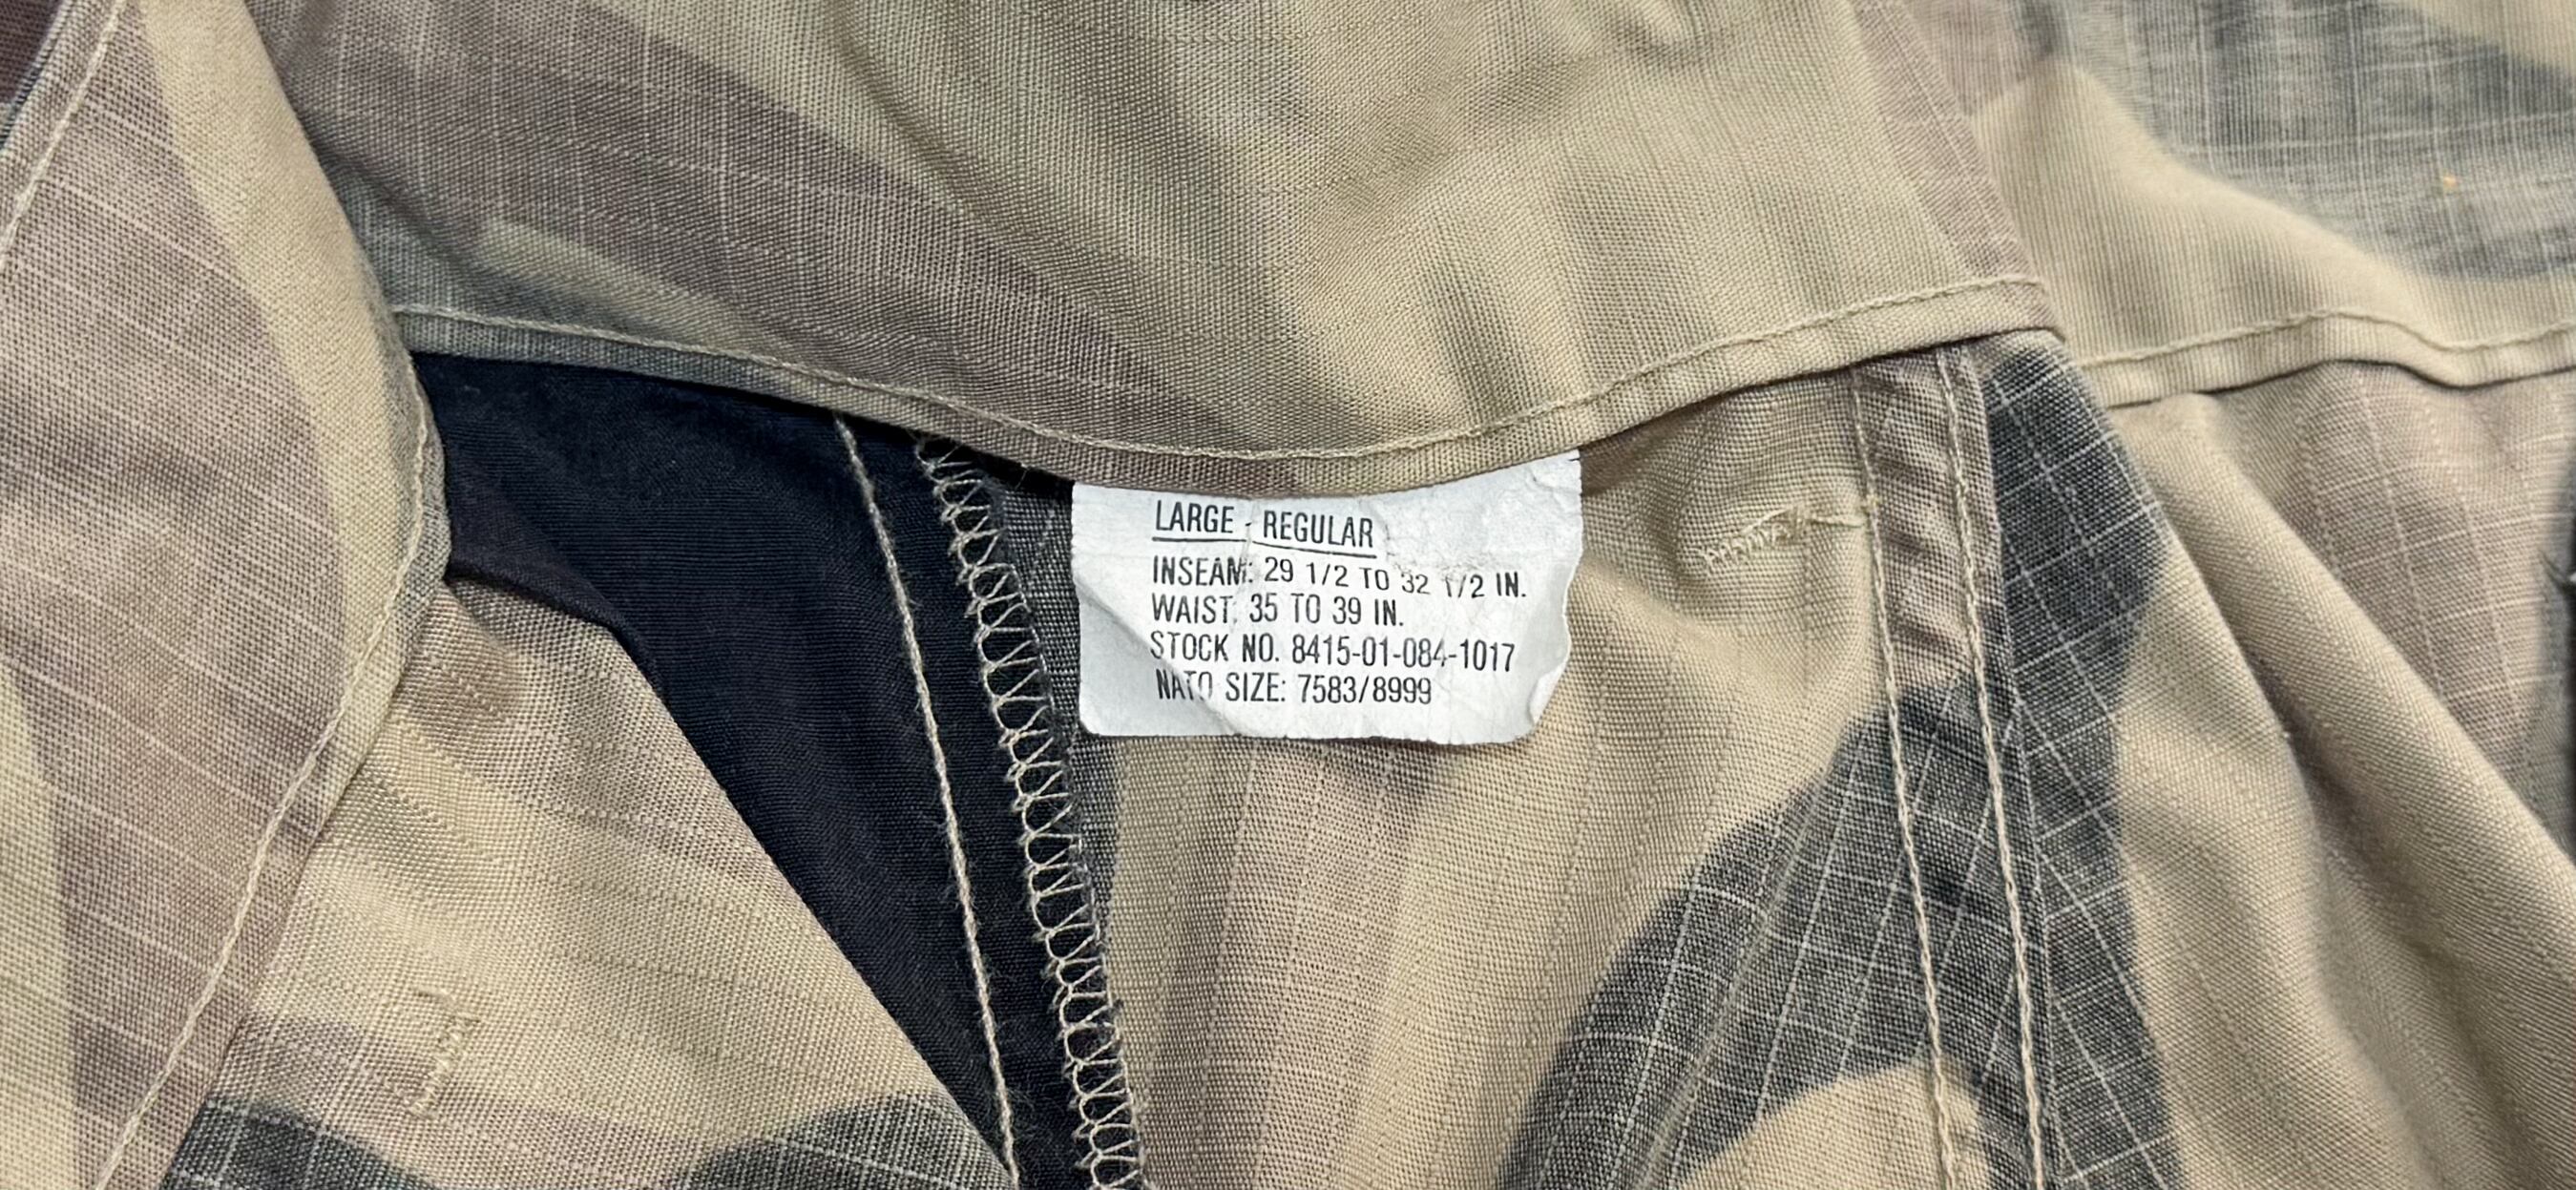 LARGE - REGULAR
INSEAM: 29 1/2 TO 32 1/2 IN.
WAIST: 35 TO 39 IN.
STOCK NO. 8415-01-084-1017
NATO SIZE: 7583/8999